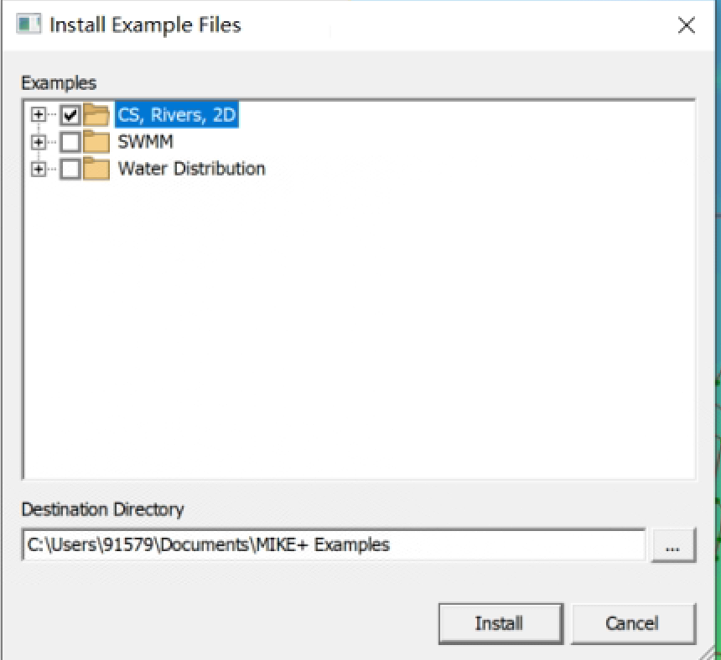 Install Example Files
Examples
CS, Rivers, 2D
SWMM
Water Distribution
Destination Directory
C:\Users\91579\Documents\MIKE+ Examples
...
Install
Cancel